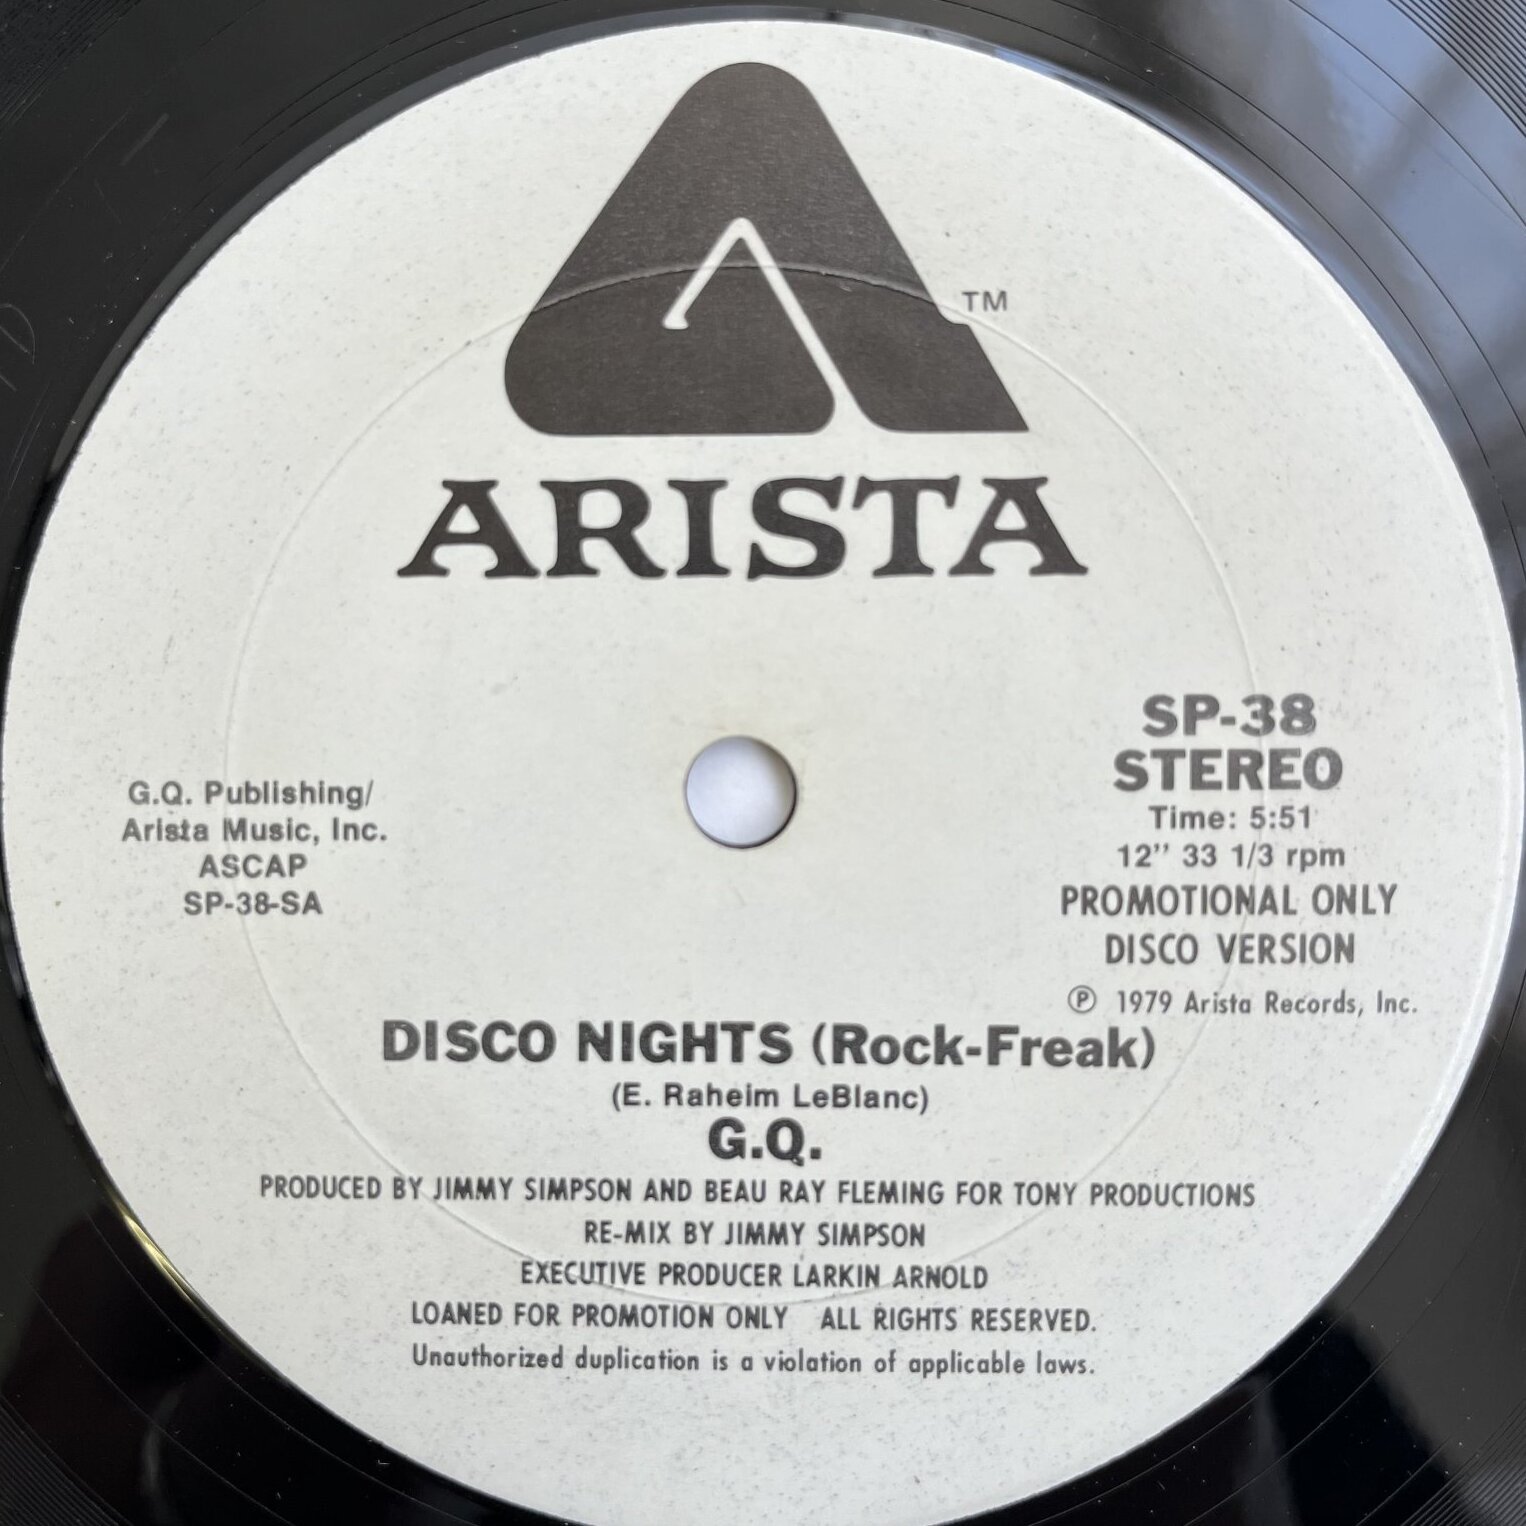 TM
ARISTA
G.Q. Publishing/
Arista Music, Inc.
ASCAP
SP-38-SA
SP-38
STEREO
Time: 5:51
12" 33 1/3 rpm
PROMOTIONAL ONLY
DISCO VERSION
℗ 1979 Arista Records, Inc.
DISCO NIGHTS (Rock-Freak)
(E. Raheim LeBlanc)
G.Q.
PRODUCED BY JIMMY SIMPSON AND BEAU RAY FLEMING FOR TONY PRODUCTIONS
RE-MIX BY JIMMY SIMPSON
EXECUTIVE PRODUCER LARKIN ARNOLD
LOANED FOR PROMOTION ONLY ALL RIGHTS RESERVED.
Unauthorized duplication is a violation of applicable laws.